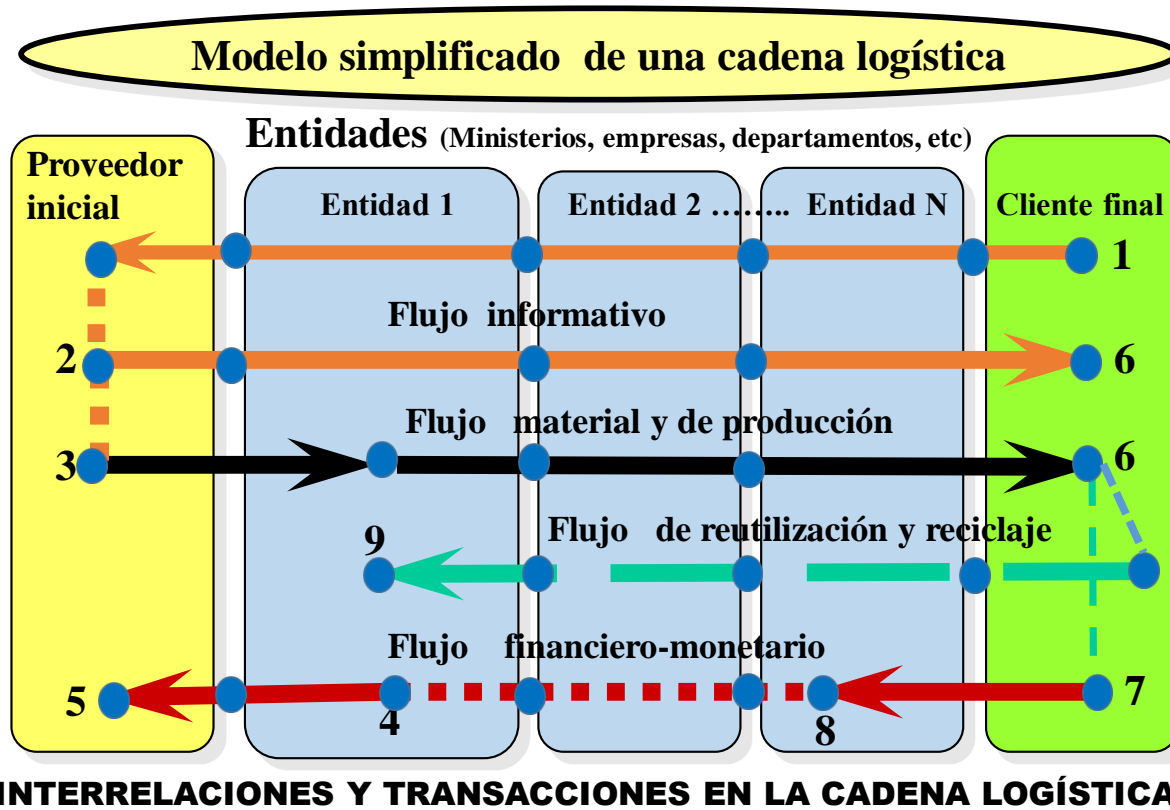 Modelo simplificado de una cadena logística
Entidades (Ministerios, empresas, departamentos, etc)
Proveedor
inicial
Entidad 1
Entidad 2 …….. Entidad N
Cliente final
1
Flujo informativo
2
6
Flujo material y de producción
3
6
Flujo de reutilización y reciclaje
9
Flujo financiero-monetario
5
4
8
7
INTERRELACIONES Y TRANSACCIONES EN LA CADENA LOGÍSTICA